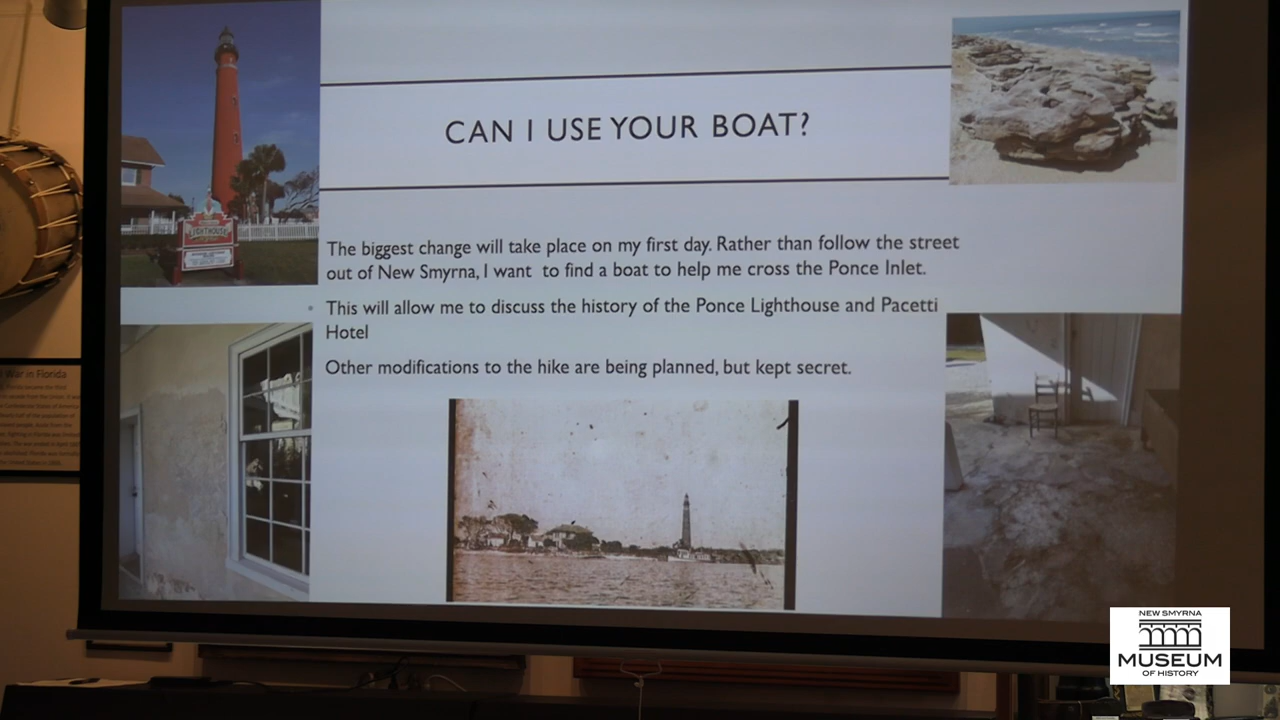 CAN I USE YOUR BOAT?
The biggest change will take place on my first day. Rather than follow the street
out of New Smyrna, I want to find a boat to help me cross the Ponce Inlet.
This will allow me to discuss the history of the Ponce Lighthouse and Pacetti
Hotel
Other modifications to the hike are being planned, but kept secret.
LIGHTHOUSE
War in Florida
NEW SMYRNA
MUSEUM
OF HISTORY